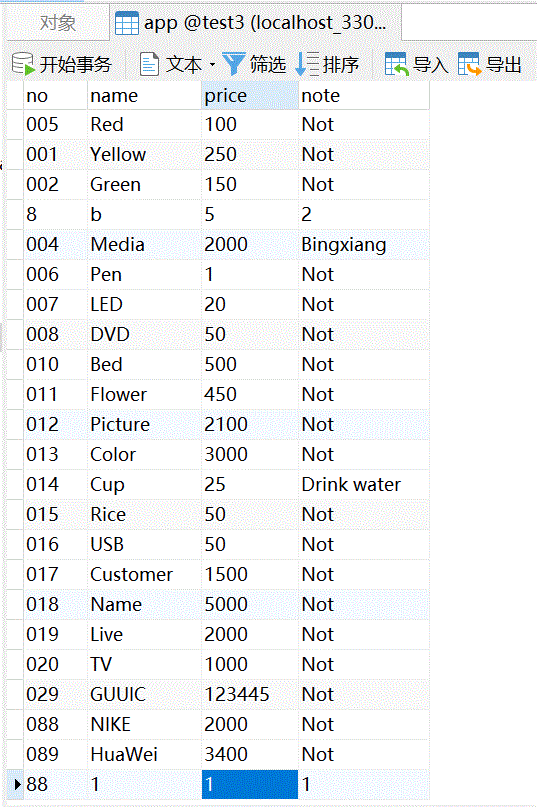 对象 app @test3 (localhost_330...
开始事务 文本 筛选 排序 导入 导出
no name price note
005 Red 100 Not
001 Yellow 250 Not
002 Green 150 Not
8 b 5 2
004 Media 2000 Bingxiang
006 Pen 1 Not
007 LED 20 Not
008 DVD 50 Not
010 Bed 500 Not
011 Flower 450 Not
012 Picture 2100 Not
013 Color 3000 Not
014 Cup 25 Drink water
015 Rice 50 Not
016 USB 50 Not
017 Customer 1500 Not
018 Name 5000 Not
019 Live 2000 Not
020 TV 1000 Not
029 GUUIC 123445 Not
088 NIKE 2000 Not
089 HuaWei 3400 Not
88 1 1 1